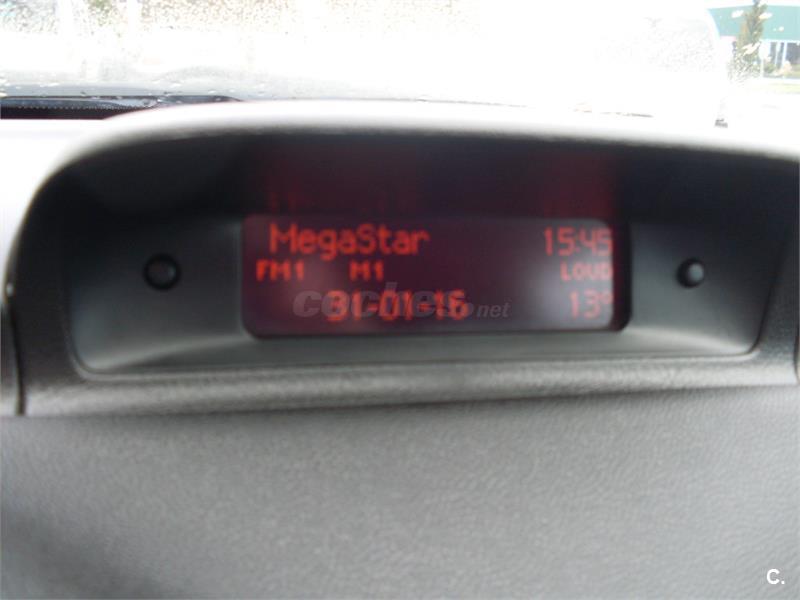 MegaStar 15:45
FM1 M1 LOUD
31-01-16 13°
coches.net
C.